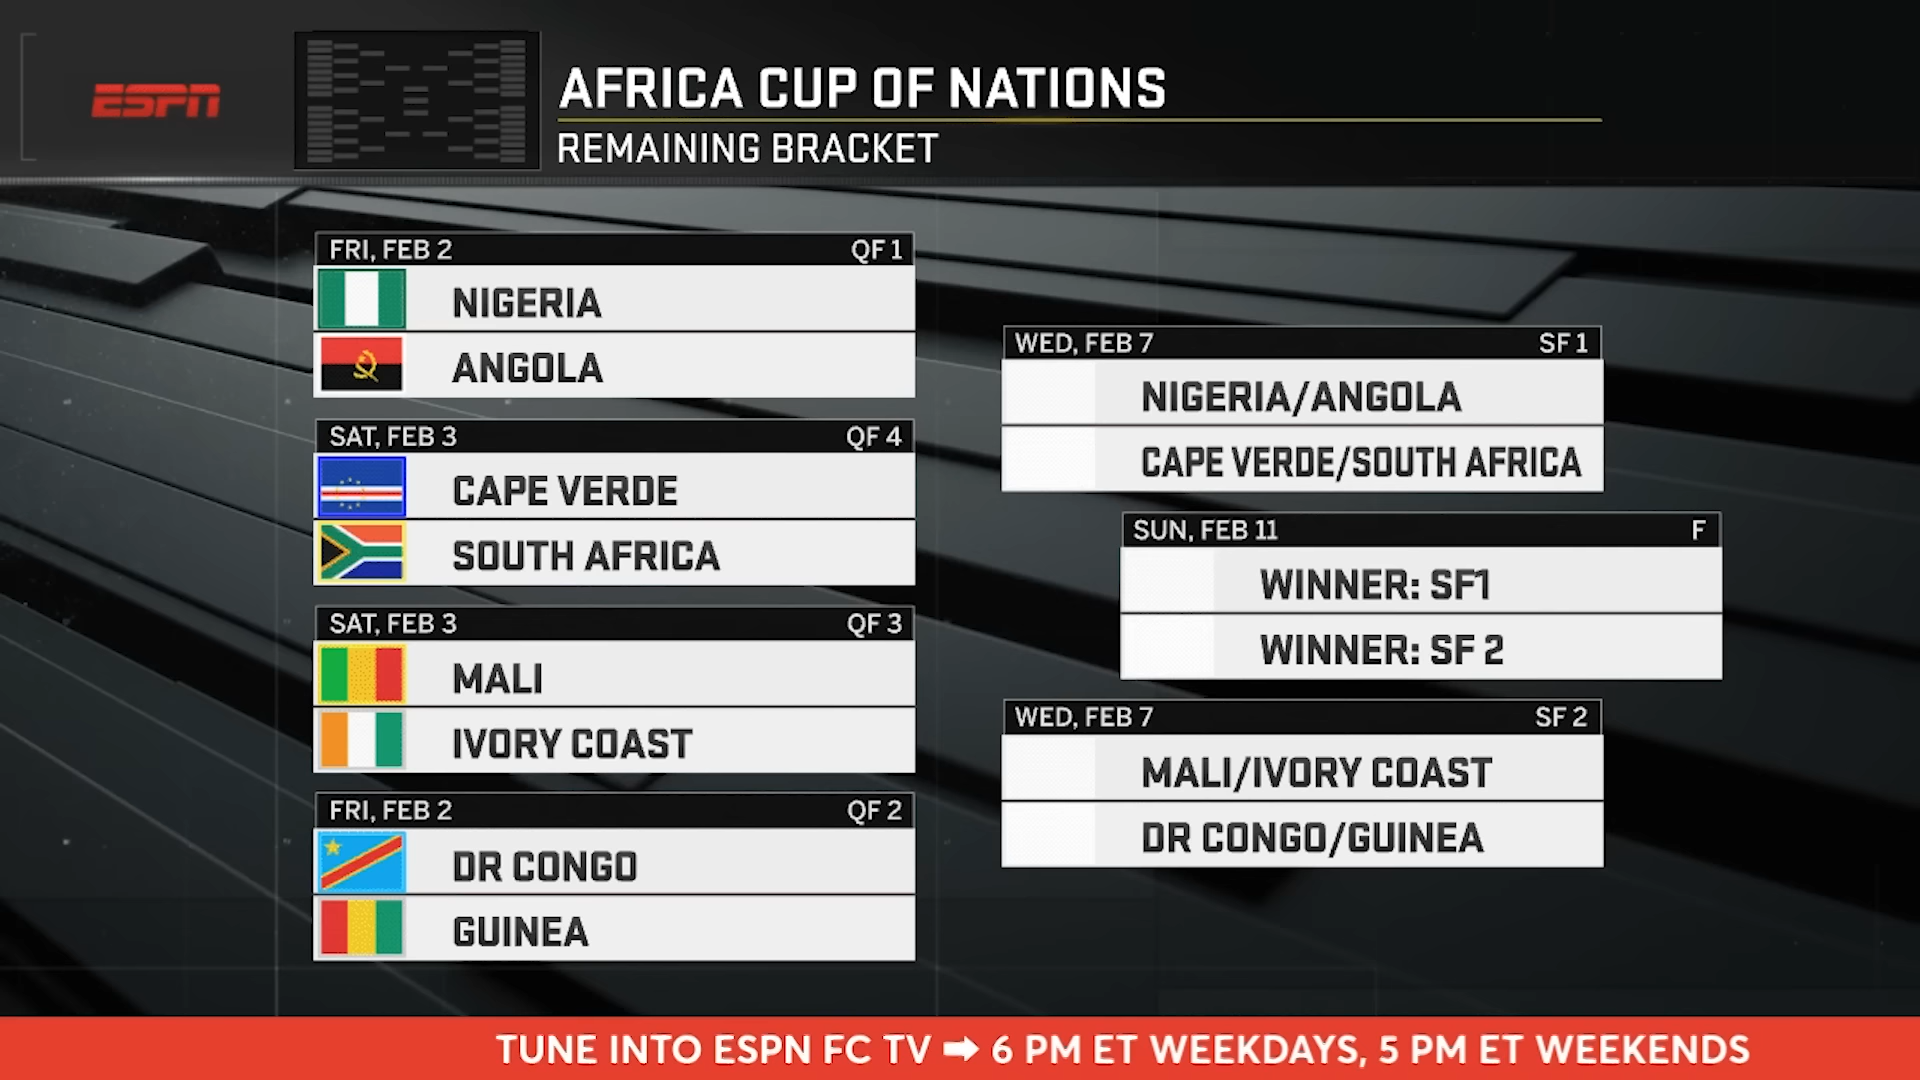 ESPN
AFRICA CUP OF NATIONS
REMAINING BRACKET
FRI, FEB 2 QF 1
NIGERIA
ANGOLA
SAT, FEB 3 QF 4
CAPE VERDE
SOUTH AFRICA
SAT, FEB 3 QF 3
MALI
IVORY COAST
FRI, FEB 2 QF 2
DR CONGO
GUINEA
WED, FEB 7 SF 1
NIGERIA/ANGOLA
CAPE VERDE/SOUTH AFRICA
SUN, FEB 11 F
WINNER: SF1
WINNER: SF 2
WED, FEB 7 SF 2
MALI/IVORY COAST
DR CONGO/GUINEA
TUNE INTO ESPN FC TV ➡ 6 PM ET WEEKDAYS, 5 PM ET WEEKENDS